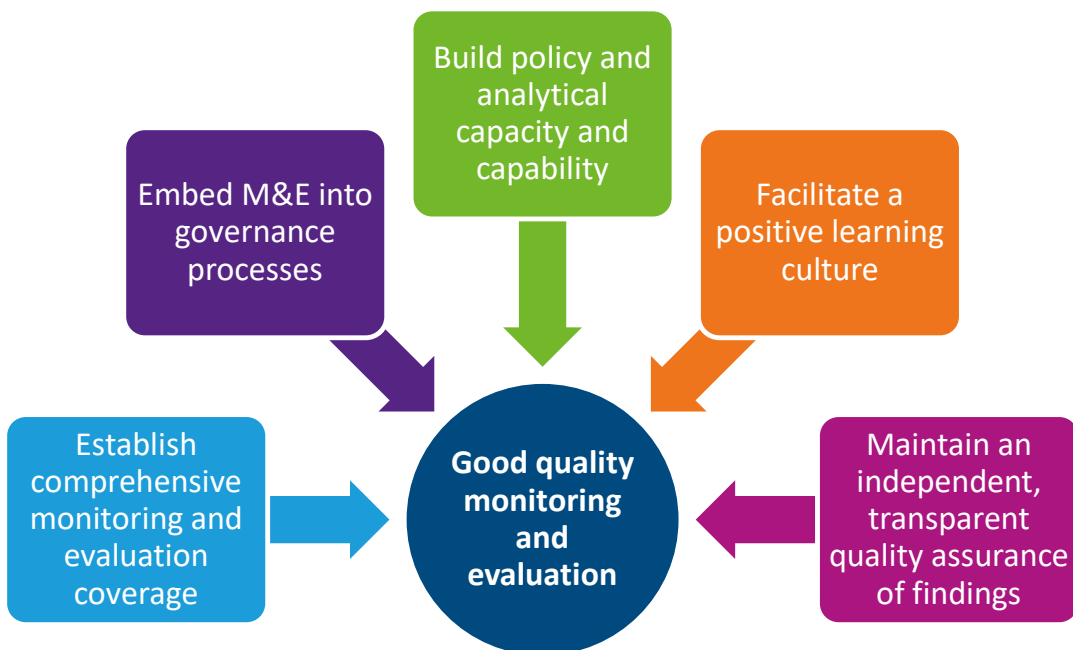 Build policy and
analytical
capacity and
capability
Embed M&E into
governance
processes
Facilitate a
positive learning
culture
Establish
comprehensive
monitoring and
evaluation
coverage
Good quality
monitoring
and
evaluation
Maintain an
independent,
transparent
quality assurance
of findings